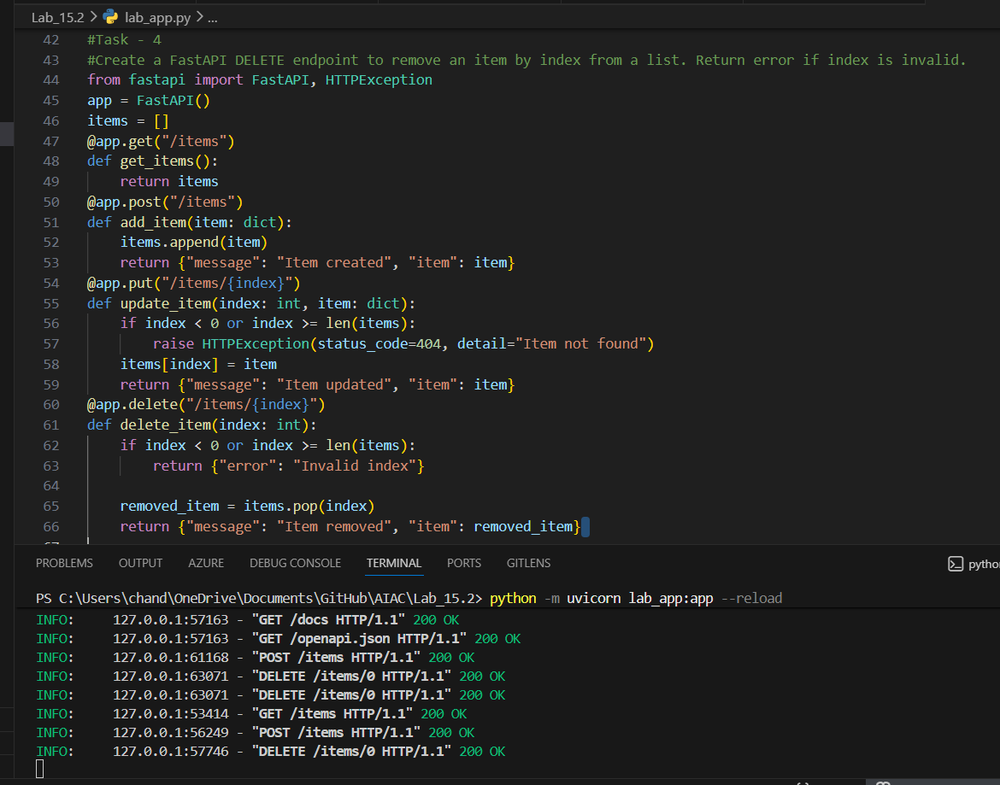 Lab_15.2 > lab_app.py > ...
42 #Task - 4
43 #Create a FastAPI DELETE endpoint to remove an item by index from a list. Return error if index is invalid.
44 from fastapi import FastAPI, HTTPException
45 app = FastAPI()
46 items = []
47 @app.get("/items")
48 def get_items():
49     return items
50 @app.post("/items")
51 def add_item(item: dict):
52     items.append(item)
53     return {"message": "Item created", "item": item}
54 @app.put("/items/{index}")
55 def update_item(index: int, item: dict):
56     if index < 0 or index >= len(items):
57         raise HTTPException(status_code=404, detail="Item not found")
58     items[index] = item
59     return {"message": "Item updated", "item": item}
60 @app.delete("/items/{index}")
61 def delete_item(index: int):
62     if index < 0 or index >= len(items):
63         return {"error": "Invalid index"}
64
65     removed_item = items.pop(index)
66     return {"message": "Item removed", "item": removed_item}
67
PROBLEMS OUTPUT AZURE DEBUG CONSOLE TERMINAL PORTS GITLENS pytho
PS C:\Users\chand\OneDrive\Documents\GitHub\AIAC\Lab_15.2> python -m uvicorn lab_app:app --reload
INFO: 127.0.0.1:57163 - "GET /docs HTTP/1.1" 200 OK
INFO: 127.0.0.1:57163 - "GET /openapi.json HTTP/1.1" 200 OK
INFO: 127.0.0.1:61168 - "POST /items HTTP/1.1" 200 OK
INFO: 127.0.0.1:63071 - "DELETE /items/0 HTTP/1.1" 200 OK
INFO: 127.0.0.1:63071 - "DELETE /items/0 HTTP/1.1" 200 OK
INFO: 127.0.0.1:53414 - "GET /items HTTP/1.1" 200 OK
INFO: 127.0.0.1:56249 - "POST /items HTTP/1.1" 200 OK
INFO: 127.0.0.1:57746 - "DELETE /items/0 HTTP/1.1" 200 OK